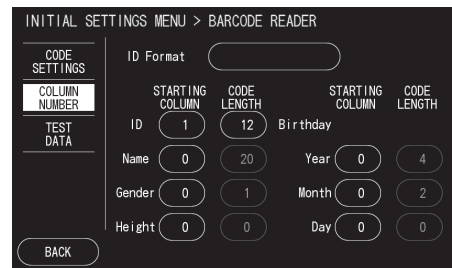 INITIAL SETTINGS MENU > BARCODE READER
CODE
SETTINGS
COLUMN
NUMBER
TEST
DATA
BACK
ID Format
STARTING COLUMN CODE LENGTH STARTING COLUMN CODE LENGTH
ID 1 12 Birthday
Name 0 20 Year 0 4
Gender 0 1 Month 0 2
Height 0 0 Day 0 0